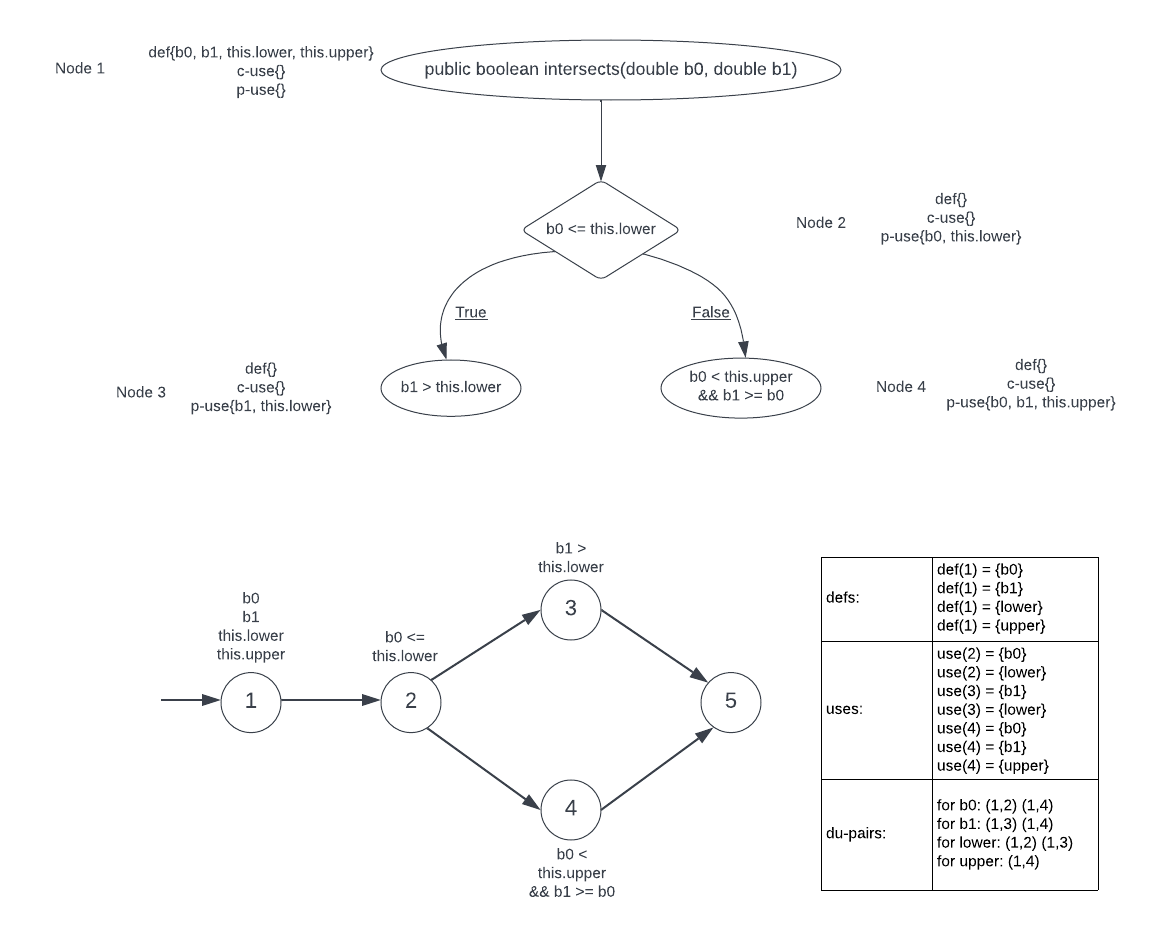 Node 1
def{b0, b1, this.lower, this.upper}
c-use{}
p-use{}
public boolean intersects(double b0, double b1)
b0 <= this.lower
Node 2
def{}
c-use{}
p-use{b0, this.lower}
True
False
Node 3
def{}
c-use{}
p-use{b1, this.lower}
b1 > this.lower
b0 < this.upper
&& b1 >= b0
Node 4
def{}
c-use{}
p-use{b0, b1, this.upper}
b0
b1
this.lower
this.upper
1
b0 <=
this.lower
2
b1 >
this.lower
3
4
b0 <
this.upper
&& b1 >= b0
5
defs:
def(1) = {b0}
def(1) = {b1}
def(1) = {lower}
def(1) = {upper}
uses:
use(2) = {b0}
use(2) = {lower}
use(3) = {b1}
use(3) = {lower}
use(4) = {b0}
use(4) = {b1}
use(4) = {upper}
du-pairs:
for b0: (1,2) (1,4)
for b1: (1,3) (1,4)
for lower: (1,2) (1,3)
for upper: (1,4)